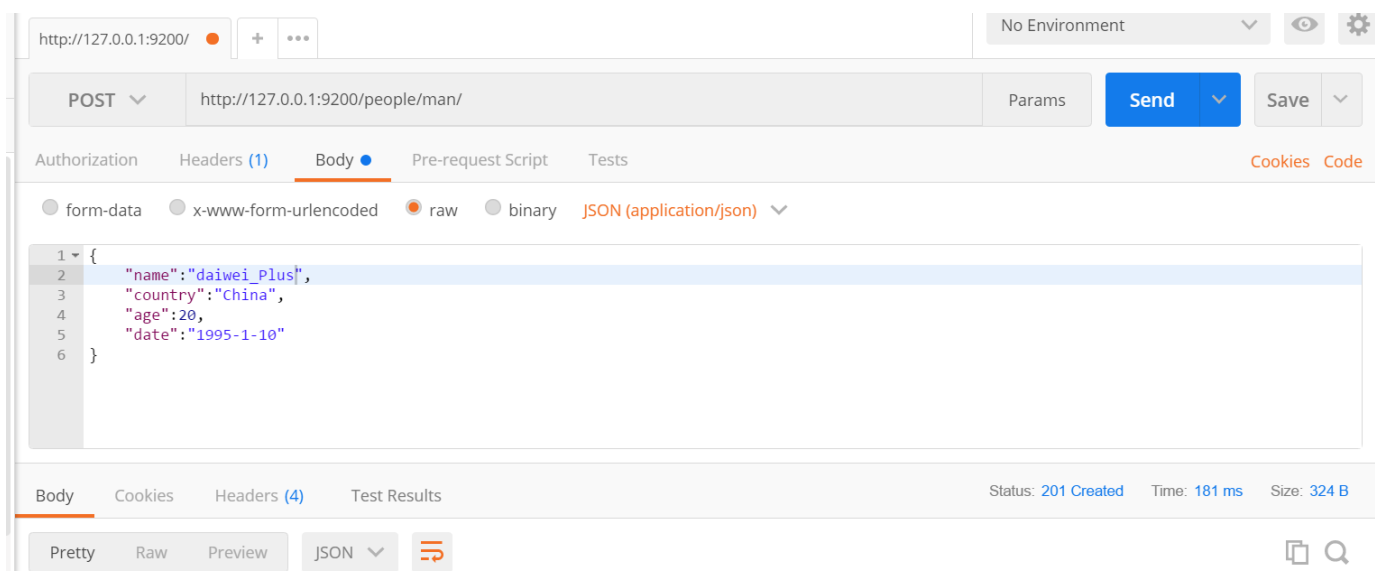 http://127.0.0.1:9200/ + •••
No Environment
POST http://127.0.0.1:9200/people/man/ Params Send Save
Authorization Headers (1) Body Pre-request Script Tests Cookies Code
form-data x-www-form-urlencoded raw binary JSON (application/json)
1 {
2 "name":"daiwei_Plus",
3 "country":"China",
4 "age":20,
5 "date":"1995-1-10"
6 }
Body Cookies Headers (4) Test Results Status: 201 Created Time: 181 ms Size: 324 B
Pretty Raw Preview JSON